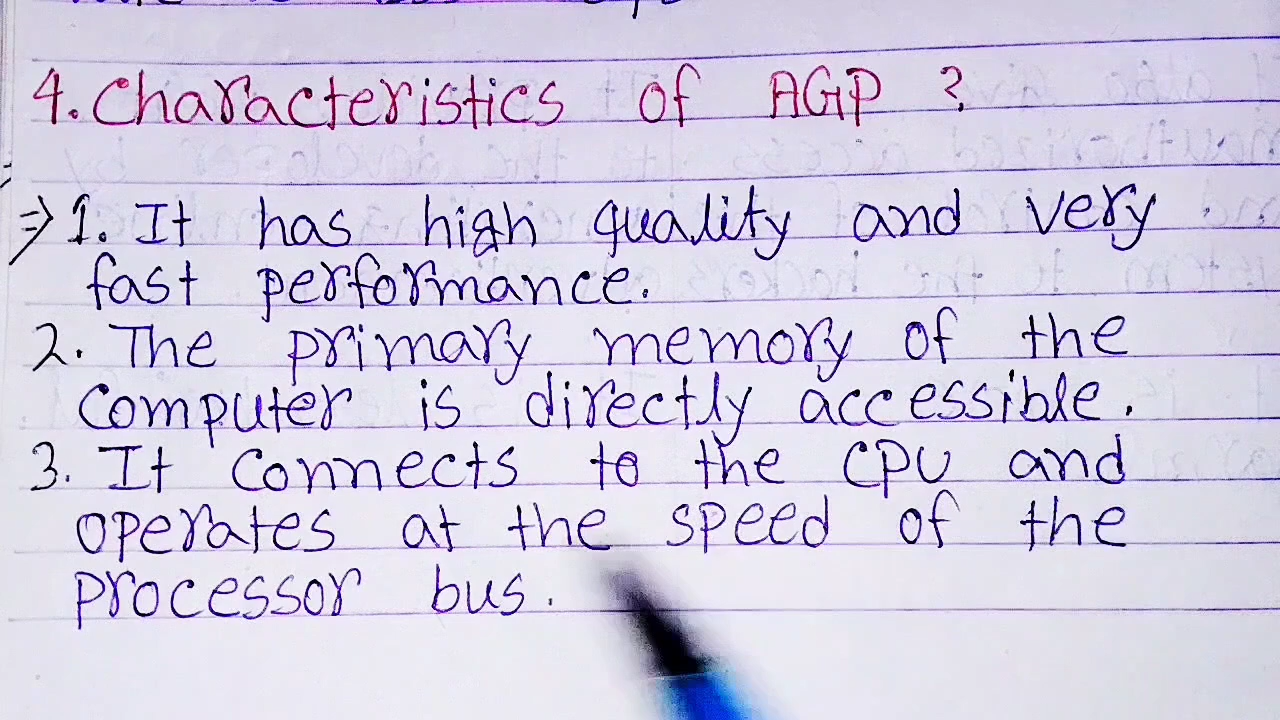 4. Characteristics of AGP ?
⇒ 1. It has high quality and very
fast performance.
2. The primary memory of the
computer is directly accessible.
3. It connects to the CPU and
operates at the speed of the
processor bus.